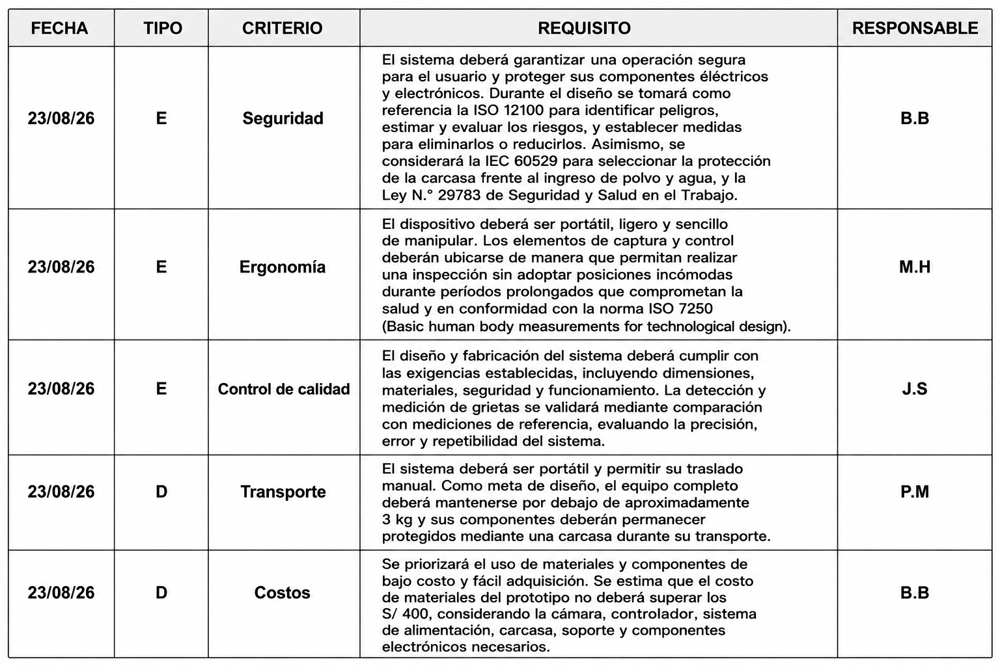 FECHA TIPO CRITERIO REQUISITO RESPONSABLE
El sistema deberá garantizar una operación segura
para el usuario y proteger sus componentes éléctricos
y electrónicos. Durante el diseño se tomará como
referencia la ISO 12100 para identificar peligros,
23/08/26 E Seguridad B.B
estimar y evaluar los riesgos, y establecer medidas
para eliminarlos o reducirlos. Asimismo, se
considerará la IEC 60529 para seleccionar la protección
de la carcasa frente al ingreso de polvo y agua, y la
Ley N.° 29783 de Seguridad y Salud en el Trabajo.
El dispositivo deberá ser portátil, ligero y sencillo
de manipular. Los elementos de captura y control
deberán ubicarse de manera que permitan realizar
23/08/26 E Ergonomía M.H
una inspección sin adoptar posiciones incómodas
durante períodos prolongados que comprometan la
salud y en conformidad con la norma ISO 7250
(Basic human body measurements for technological design).
El diseño y fabricación del sistema deberá cumplir con
las exigencias establecidas, incluyendo dimensiones,
23/08/26 E Control de calidad J.S
materiales, seguridad y funcionamiento. La detección y
medición de grietas se validará mediante comparación
con mediciones de referencia, evaluando la precisión,
error y repetibilidad del sistema.
El sistema deberá ser portátil y permitir su traslado
manual. Como meta de diseño, el equipo completo
23/08/26 D Transporte P.M
deberá mantenerse por debajo de aproximadamente
3 kg y sus componentes deberán permanecer
protegidos mediante una carcasa durante su transporte.
Se priorizará el uso de materiales y componentes de
bajo costo y fácil adquisición. Se estima que el costo
23/08/26 D Costos B.B
de materiales del prototipo no deberá superar los
S/ 400, considerando la cámara, controlador, sistema
de alimentación, carcasa, soporte y componentes
electrónicos necesarios.